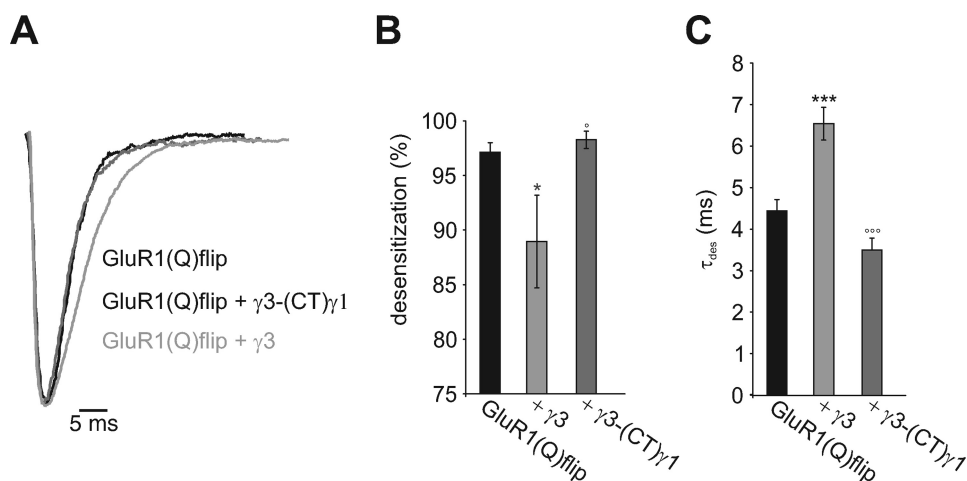 A
GluR1(Q)flip
GluR1(Q)flip + γ3-(CT)γ1
GluR1(Q)flip + γ3
5 ms
B
desensitization (%)
100
95
90
85
80
75
*
°
GluR1(Q)flip
+ γ3
+ γ3-(CT)γ1
C
τdes (ms)
8
7
6
5
4
3
2
1
0
***
°°°
GluR1(Q)flip
+ γ3
+ γ3-(CT)γ1